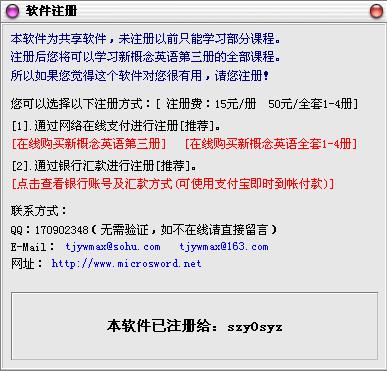 软件注册
本软件为共享软件，未注册以前只能学习部分课程。
注册后您将可以学习新概念英语第三册的全部课程。
所以如果您觉得这个软件对您很有用，请您注册!
您可以选择以下注册方式：[ 注册费：15元/册 50元/全套1-4册]
[1].通过网络在线支付进行注册[推荐]。
[在线购买新概念英语第三册] [在线购买新概念英语全套1-4册]
[2].通过银行汇款进行注册[推荐]。
[点击查看银行账号及汇款方式(可使用支付宝即时到帐付款)]
联系方式：
QQ：170902348(无需验证，如不在线请直接留言)
E-Mail： tjywmax@sohu.com tjywmax@163.com
网址： http://www.microsword.net
本软件已注册给：szy0syz